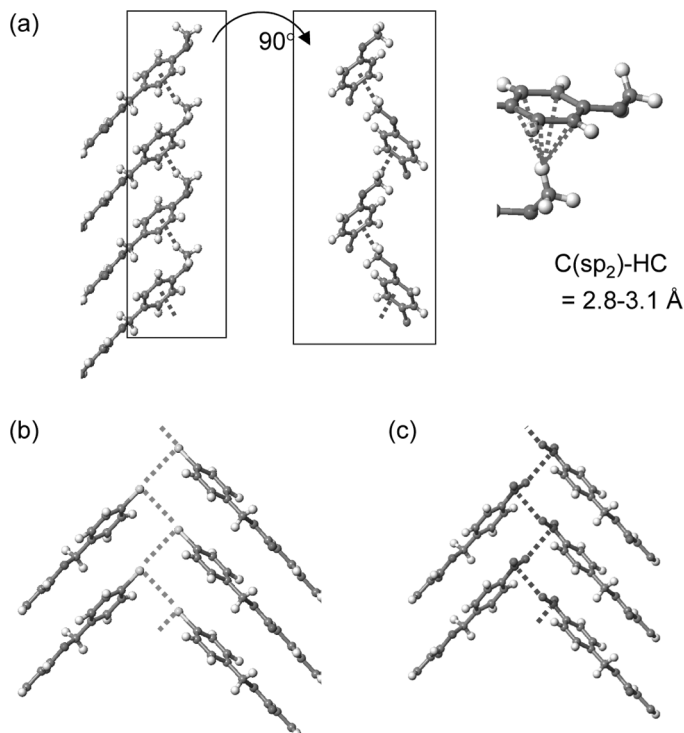 (a)
90°
C(sp₂)-HC
= 2.8-3.1 Å
(b)
(c)